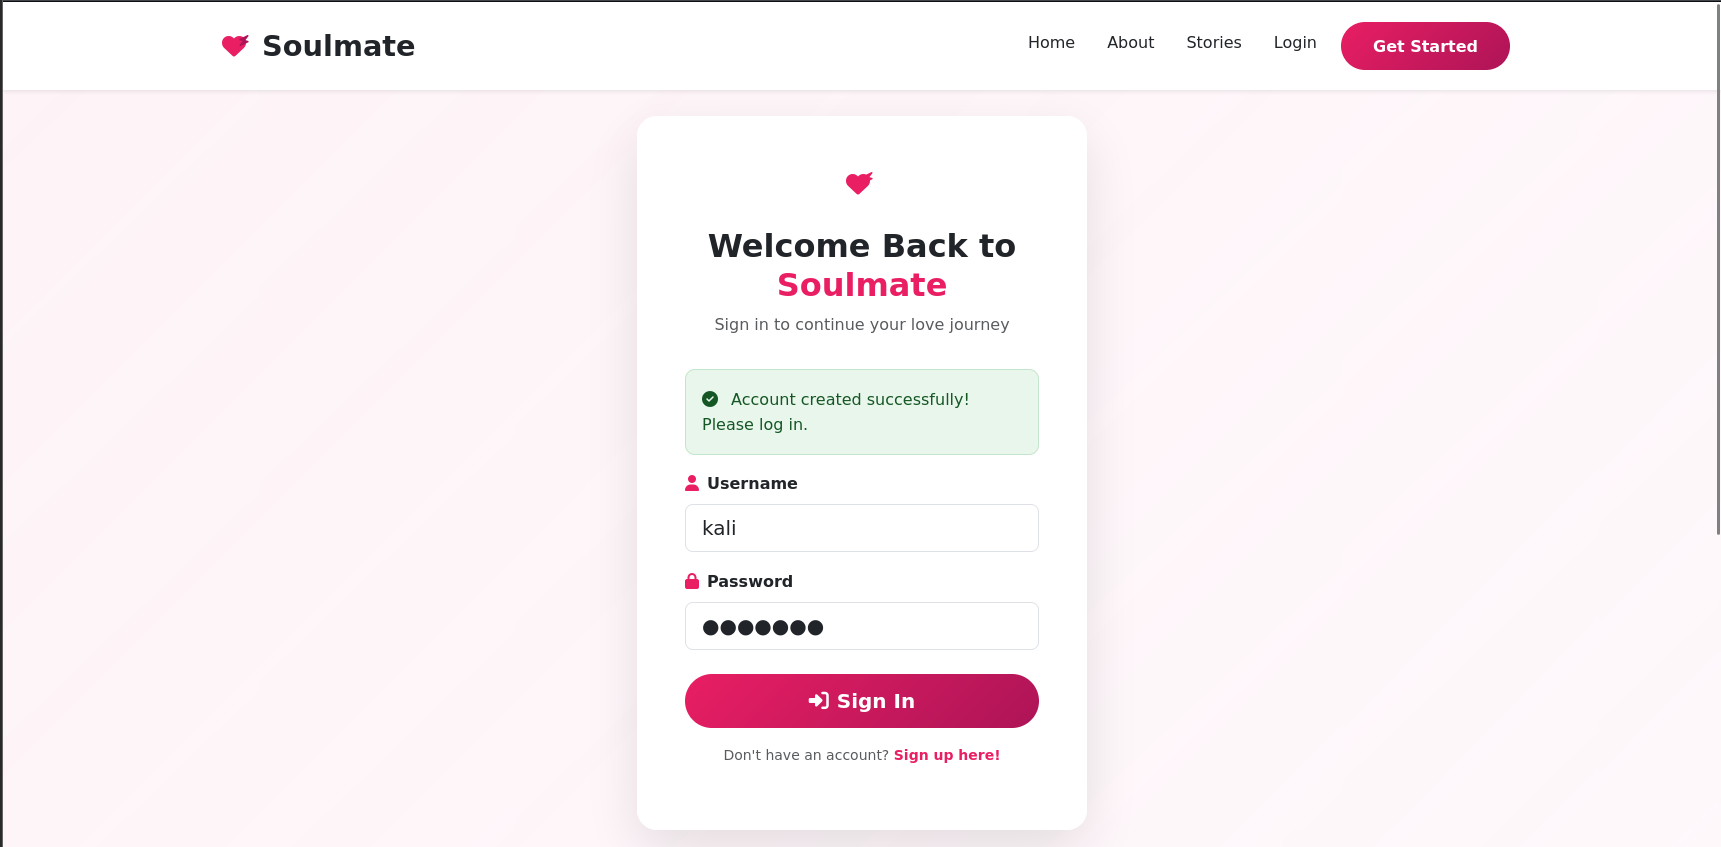 Soulmate
Home About Stories Login Get Started
Welcome Back to
Soulmate
Sign in to continue your love journey
Account created successfully!
Please log in.
Username
kali
Password
●●●●●●●
Sign In
Don't have an account? Sign up here!